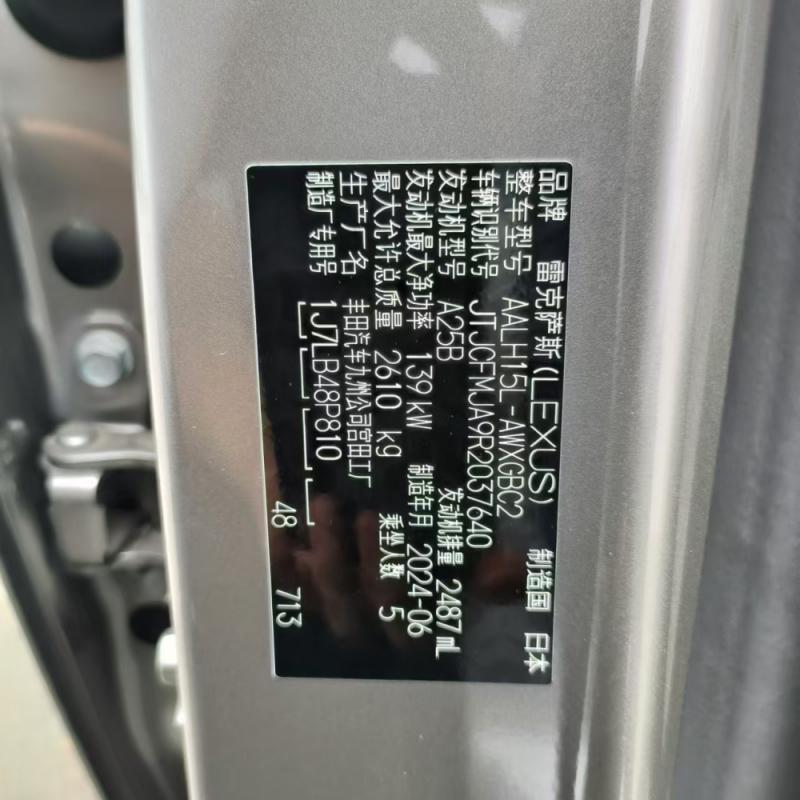 品牌 雷克萨斯(LEXUS) 制造国 日本
整车型号 AALH15L-AWXGBC2
车辆识别代号 JTJCFMJA9R2037640
发动机型号 A25B 发动机排量 2487 mL
发动机最大净功率 139 kW 制造年月 2024-06
最大允许总质量 2610 kg 乘坐人数 5
生产厂名 丰田汽车九州公司宫田工厂
制造厂专用号 1J7LB48P810
48 713